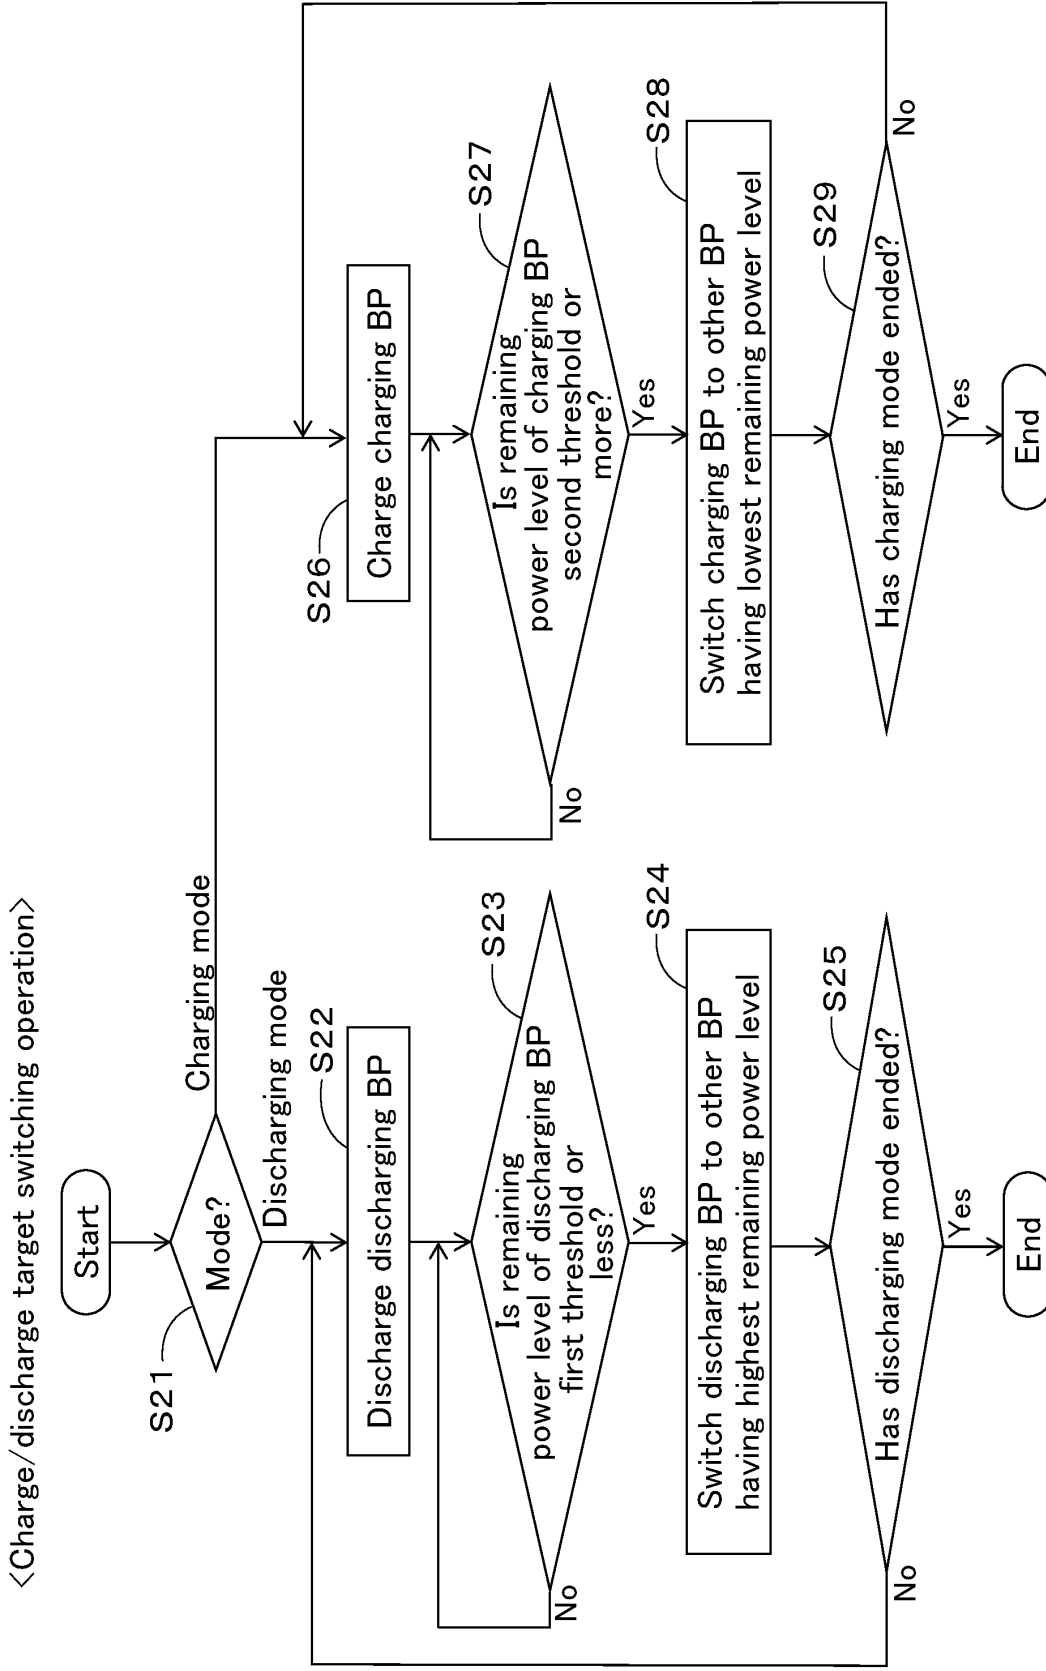 <Charge/discharge target switching operation>
Start
S21
Mode?
Charging mode
Discharging mode
S22
Discharge discharging BP
S23
Is remaining
power level of discharging BP
first threshold or
less?
No
Yes
S24
Switch discharging BP to other BP
having highest remaining power level
S25
Has discharging mode ended?
No
Yes
End
S26
Charge charging BP
S27
Is remaining
power level of charging BP
second threshold or
more?
No
Yes
S28
Switch charging BP to other BP
having lowest remaining power level
S29
Has charging mode ended?
No
Yes
End